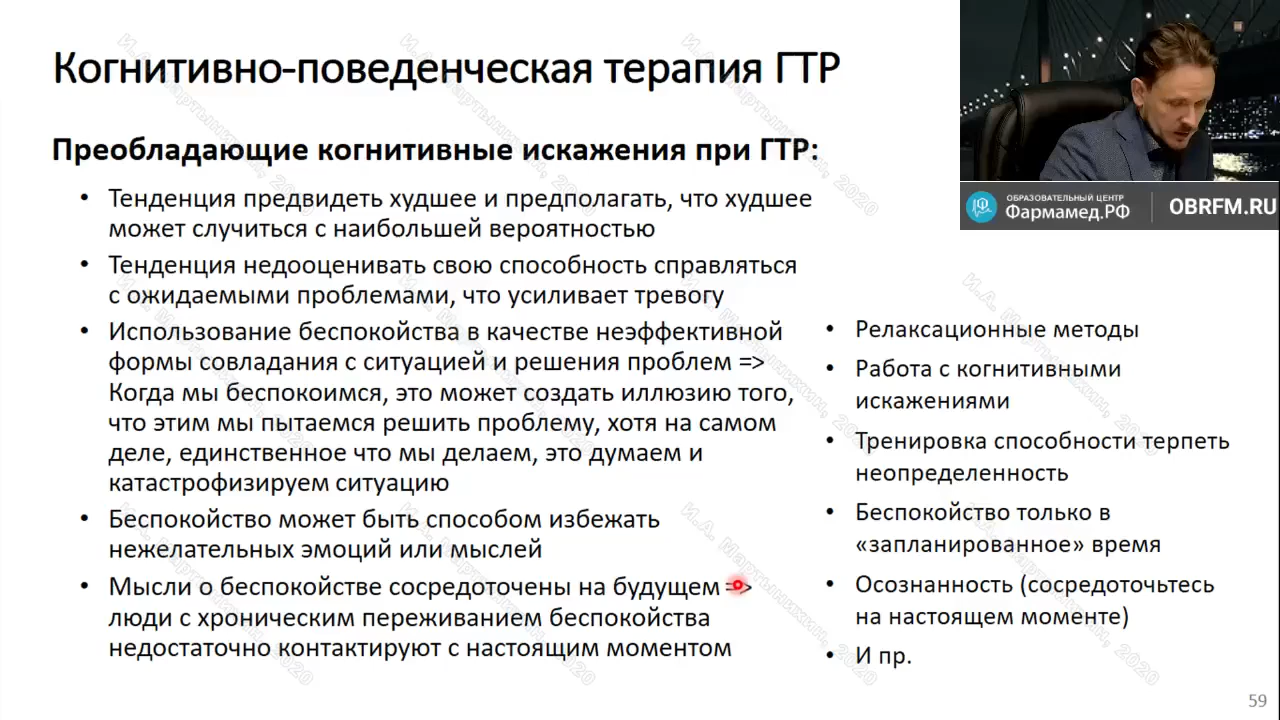 Когнитивно-поведенческая терапия ГТР
Преобладающие когнитивные искажения при ГТР:
• Тенденция предвидеть худшее и предполагать, что худшее
может случиться с наибольшей вероятностью
• Тенденция недооценивать свою способность справляться
с ожидаемыми проблемами, что усиливает тревогу
• Использование беспокойства в качестве неэффективной
формы совладания с ситуацией и решения проблем =>
Когда мы беспокоимся, это может создать иллюзию того,
что этим мы пытаемся решить проблему, хотя на самом
деле, единственное что мы делаем, это думаем и
катастрофизируем ситуацию
• Беспокойство может быть способом избежать
нежелательных эмоций или мыслей
• Мысли о беспокойстве сосредоточены на будущем =>
люди с хроническим переживанием беспокойства
недостаточно контактируют с настоящим моментом
• Релаксационные методы
• Работа с когнитивными
искажениями
• Тренировка способности терпеть
неопределенность
• Беспокойство только в
«запланированное» время
• Осознанность (сосредоточьтесь
на настоящем моменте)
• И пр.
ОБРАЗОВАТЕЛЬНЫЙ ЦЕНТР
Фармамед.РФ
OBRFM.RU
И.А. Мартынихин, 2020
59